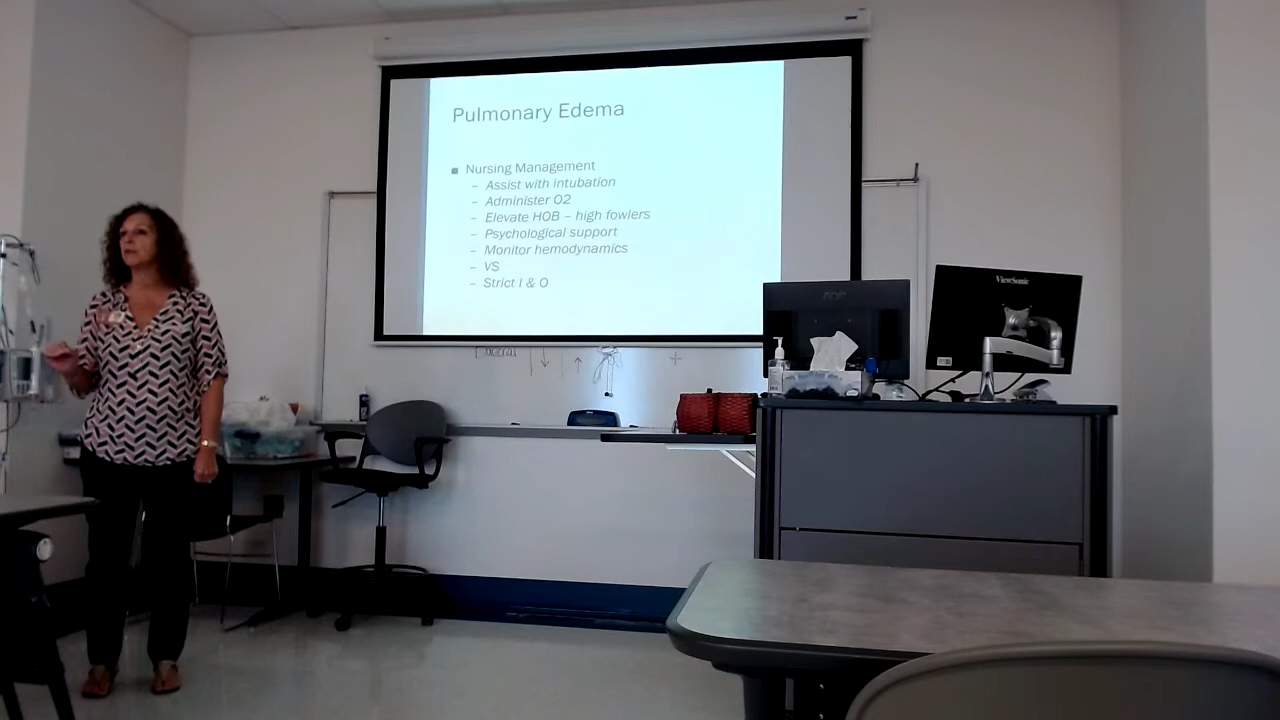 Pulmonary Edema
■ Nursing Management
– Assist with intubation
– Administer O2
– Elevate HOB – high fowlers
– Psychological support
– Monitor hemodynamics
– VS
– Strict I & O
ViewSonic
AOC
↓ ↑ +